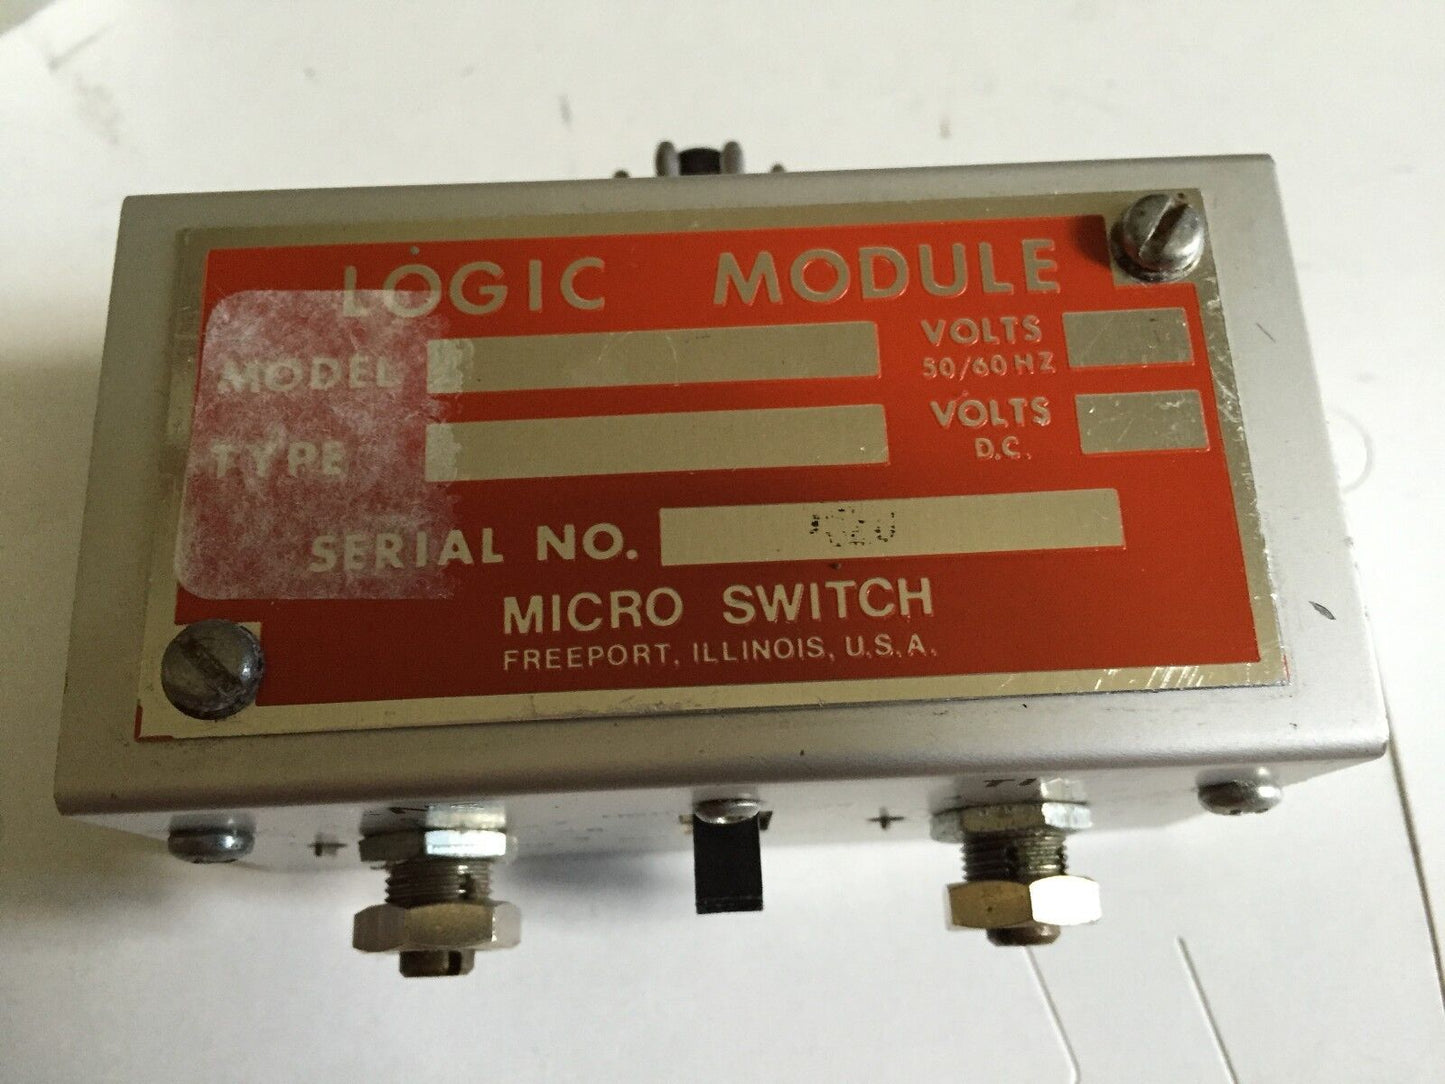 LOGIC MODULE
MODEL
VOLTS
50/60 HZ
TYPE
VOLTS
D.C.
SERIAL NO.
MICRO SWITCH
FREEPORT, ILLINOIS, U.S.A.
+ +